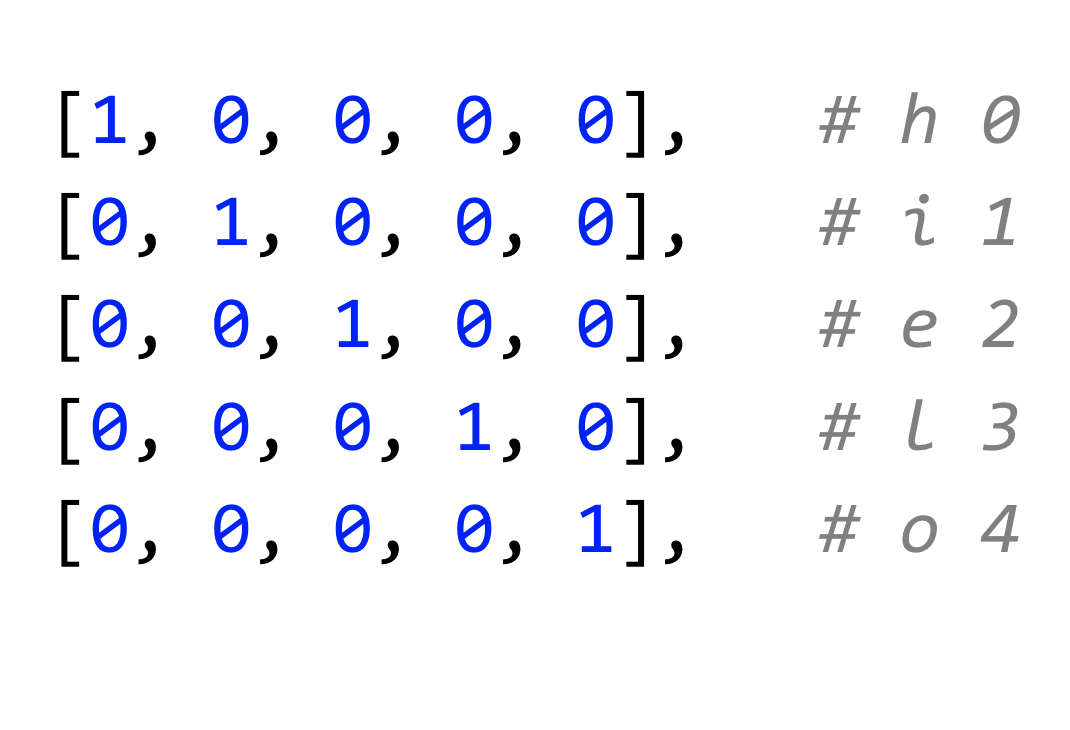 [1, 0, 0, 0, 0],   # h 0
[0, 1, 0, 0, 0],   # i 1
[0, 0, 1, 0, 0],   # e 2
[0, 0, 0, 1, 0],   # l 3
[0, 0, 0, 0, 1],   # o 4